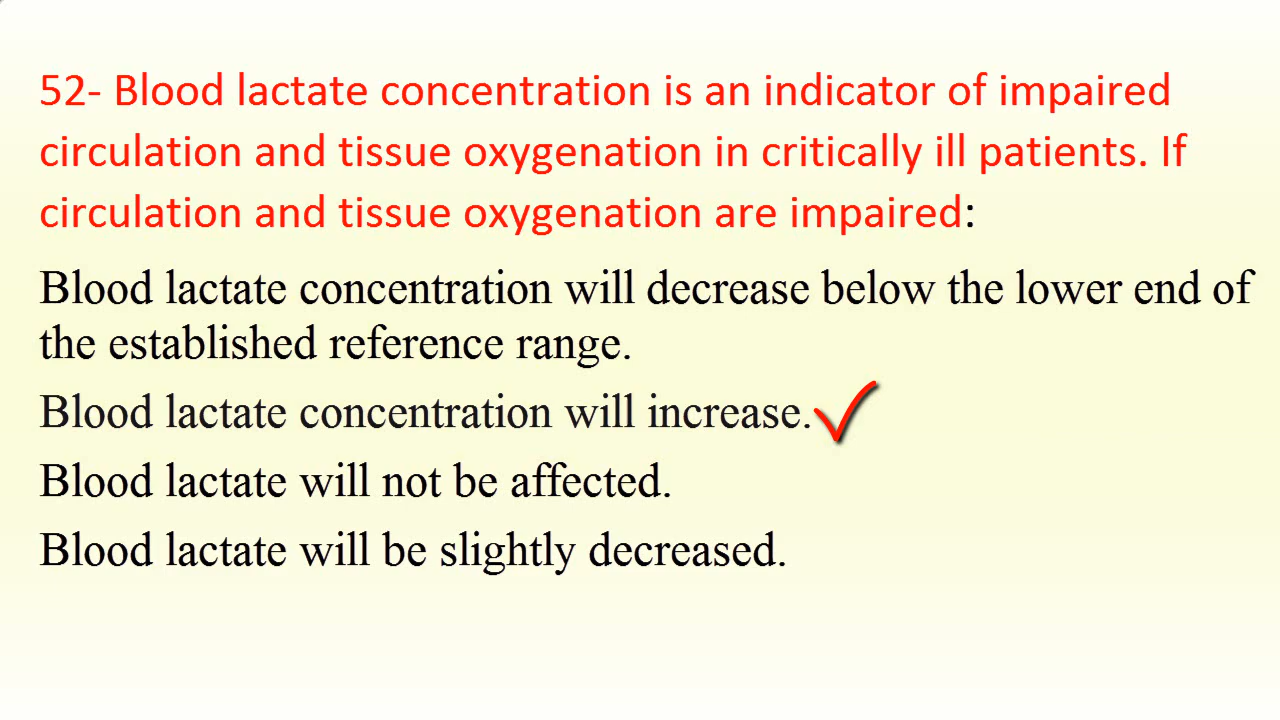 52- Blood lactate concentration is an indicator of impaired
circulation and tissue oxygenation in critically ill patients. If
circulation and tissue oxygenation are impaired:
Blood lactate concentration will decrease below the lower end of
the established reference range.
Blood lactate concentration will increase.
Blood lactate will not be affected.
Blood lactate will be slightly decreased.